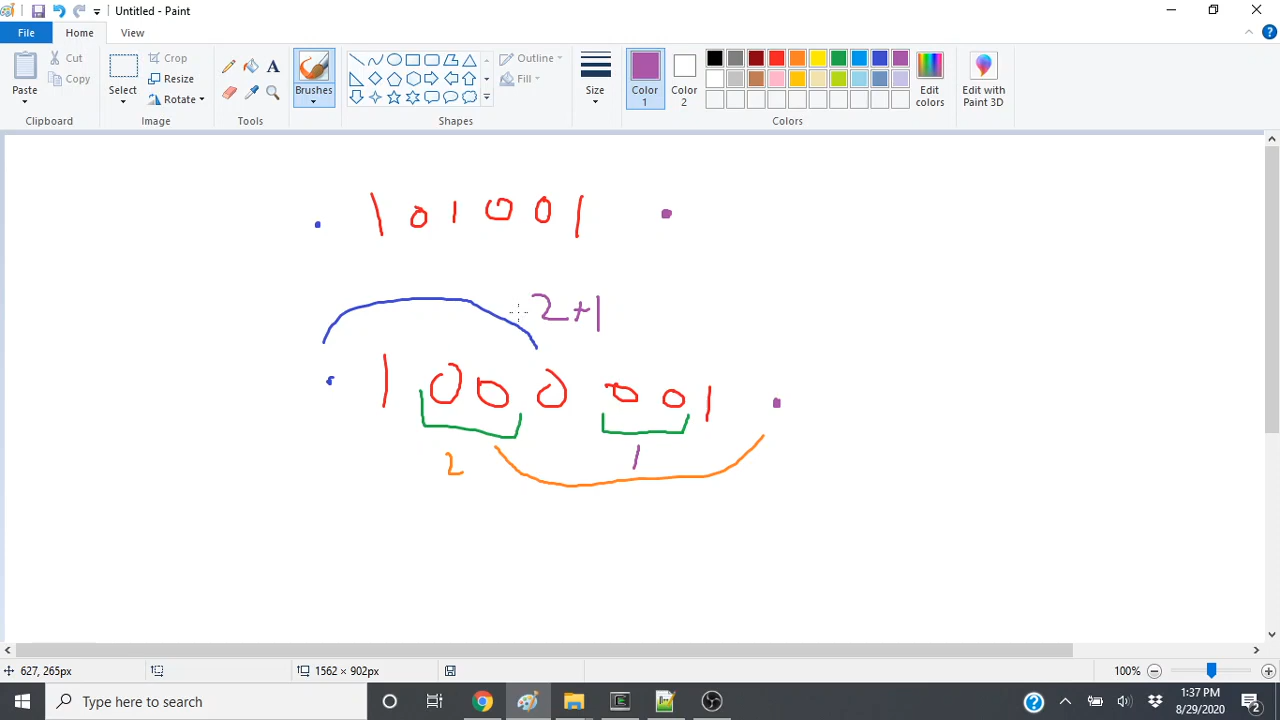 Untitled - Paint
File Home View
Paste
Cut
Copy
Clipboard
Select
Crop
Resize
Rotate
Image
A
Tools
Brushes
Shapes
Outline
Fill
Size
Color 1
Color 2
Edit colors
Colors
Edit with Paint 3D
101001
2+1
1000001
2 1
627, 265px
1562 × 902px
100%
Type here to search
1:37 PM
8/29/2020
2